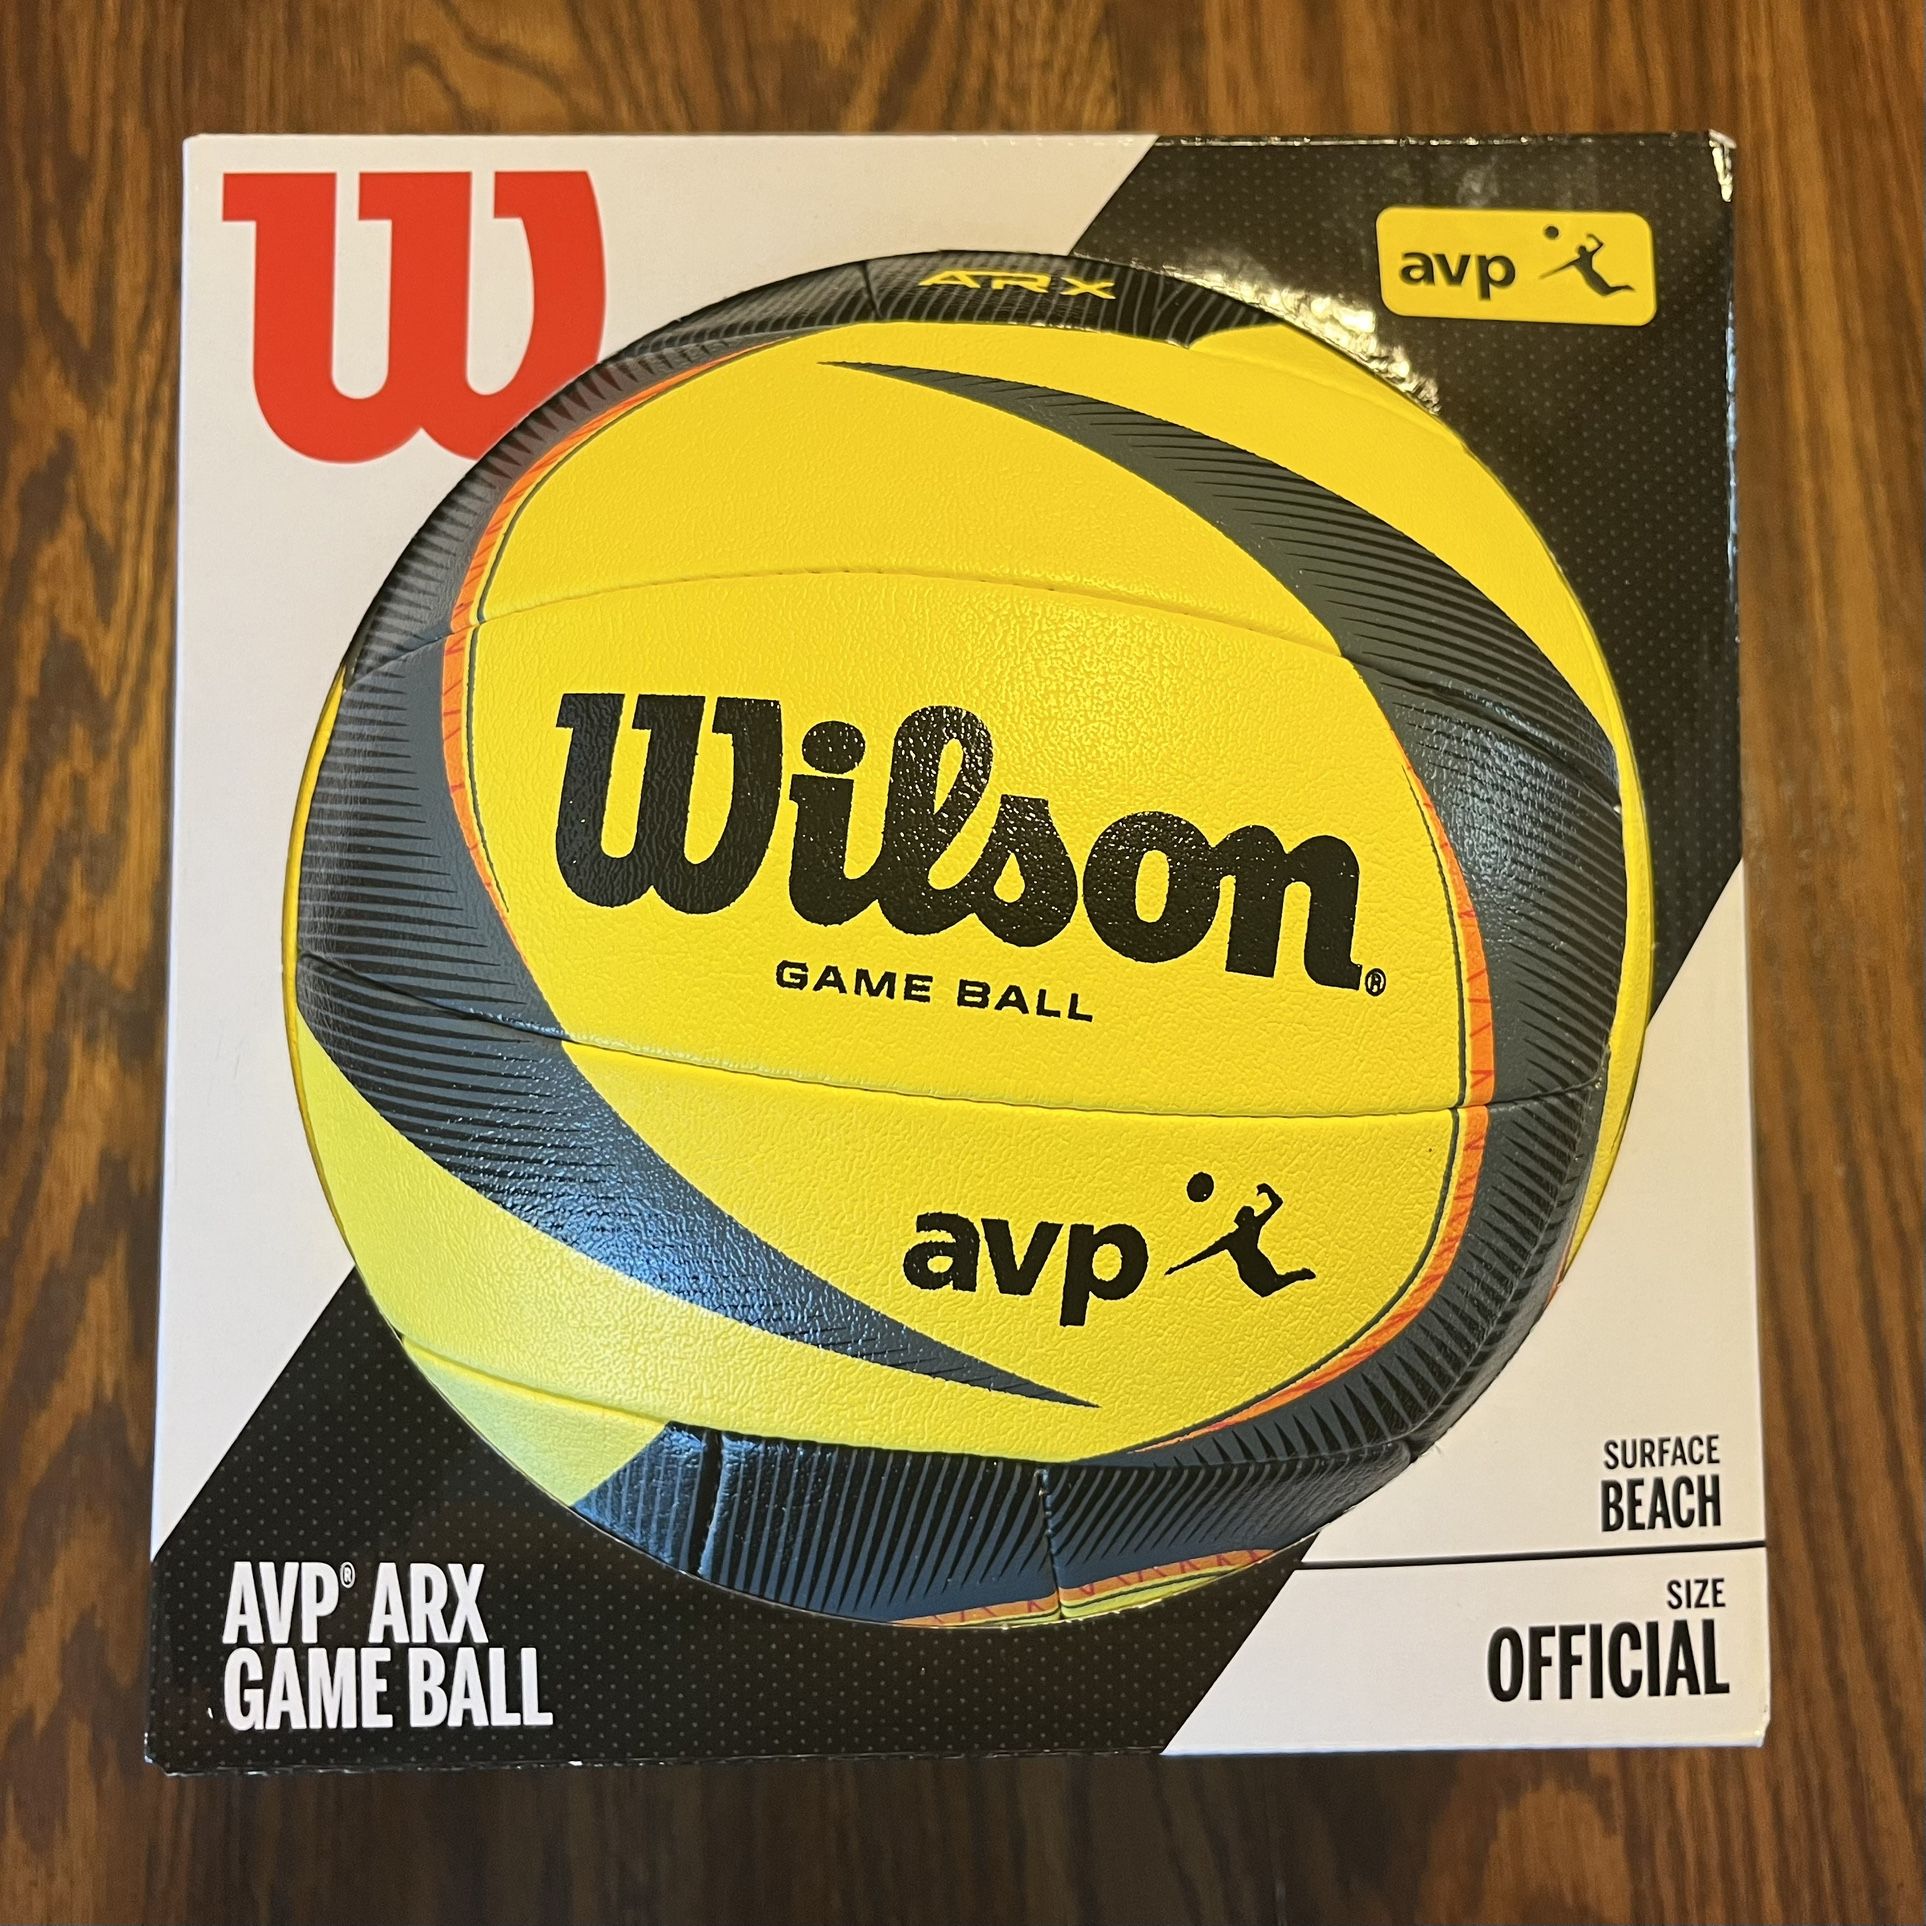 W
avp
ARX
Wilson®
GAME BALL
avp
SURFACE
BEACH
AVP® ARX
GAME BALL
SIZE
OFFICIAL